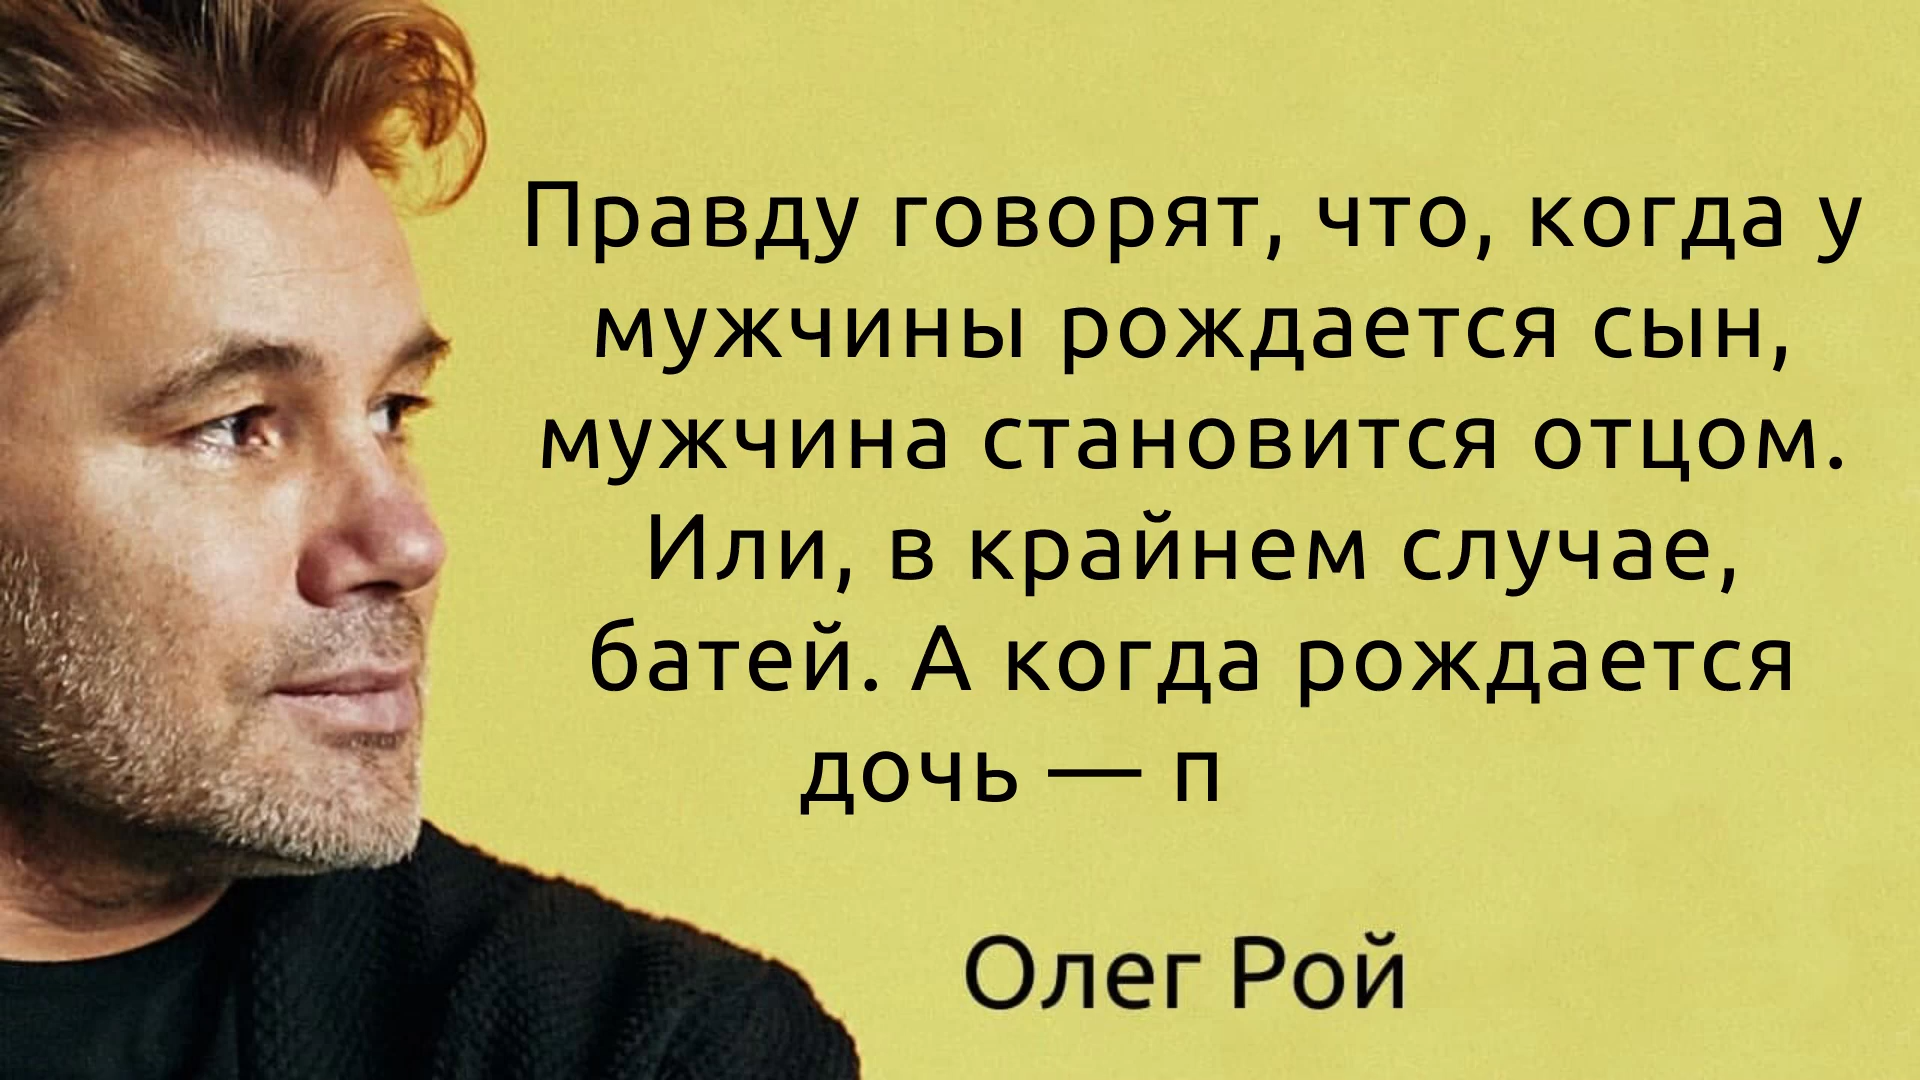 Правду говорят, что, когда у
мужчины рождается сын,
мужчина становится отцом.
Или, в крайнем случае,
батей. А когда рождается
дочь — п
Олег Рой